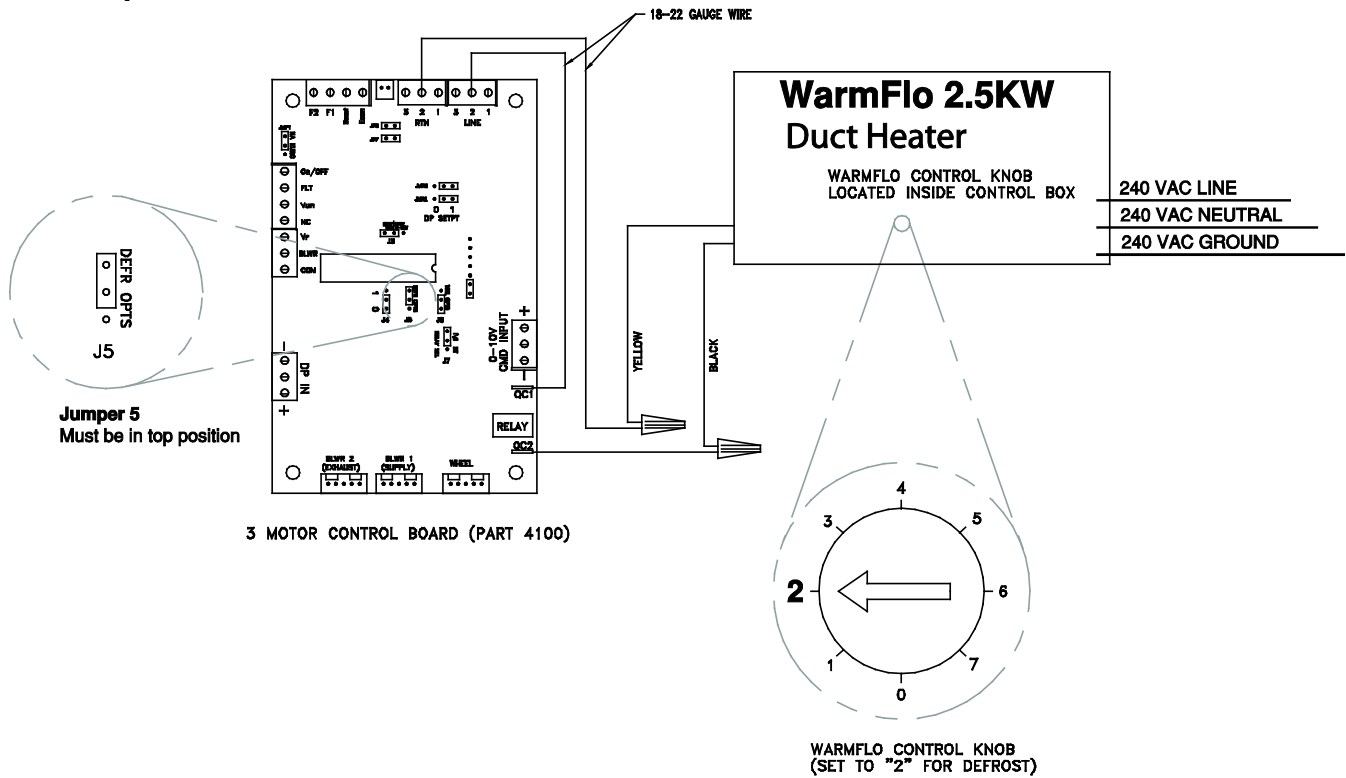 18-22 GAUGE WIRE
F2 F1
3 2 1
RTN
3 2 1
LINE
On/OFF
FLT
NC
BLWR
COM
0 1
DP SETPT
DEFR OPTS
J5
Jumper 5
Must be in top position
-
DP IN
+
1
0
+
0-10V
CMD INPUT
-
QC1
RELAY
QC2
BLWR 2
(EXHAUST)
BLWR 1
(SUPPLY)
WHEEL
3 MOTOR CONTROL BOARD (PART 4100)
WarmFlo 2.5KW
Duct Heater
WARMFLO CONTROL KNOB
LOCATED INSIDE CONTROL BOX
240 VAC LINE
240 VAC NEUTRAL
240 VAC GROUND
YELLOW
BLACK
4
3
5
2
6
1
7
0
WARMFLO CONTROL KNOB
(SET TO "2" FOR DEFROST)